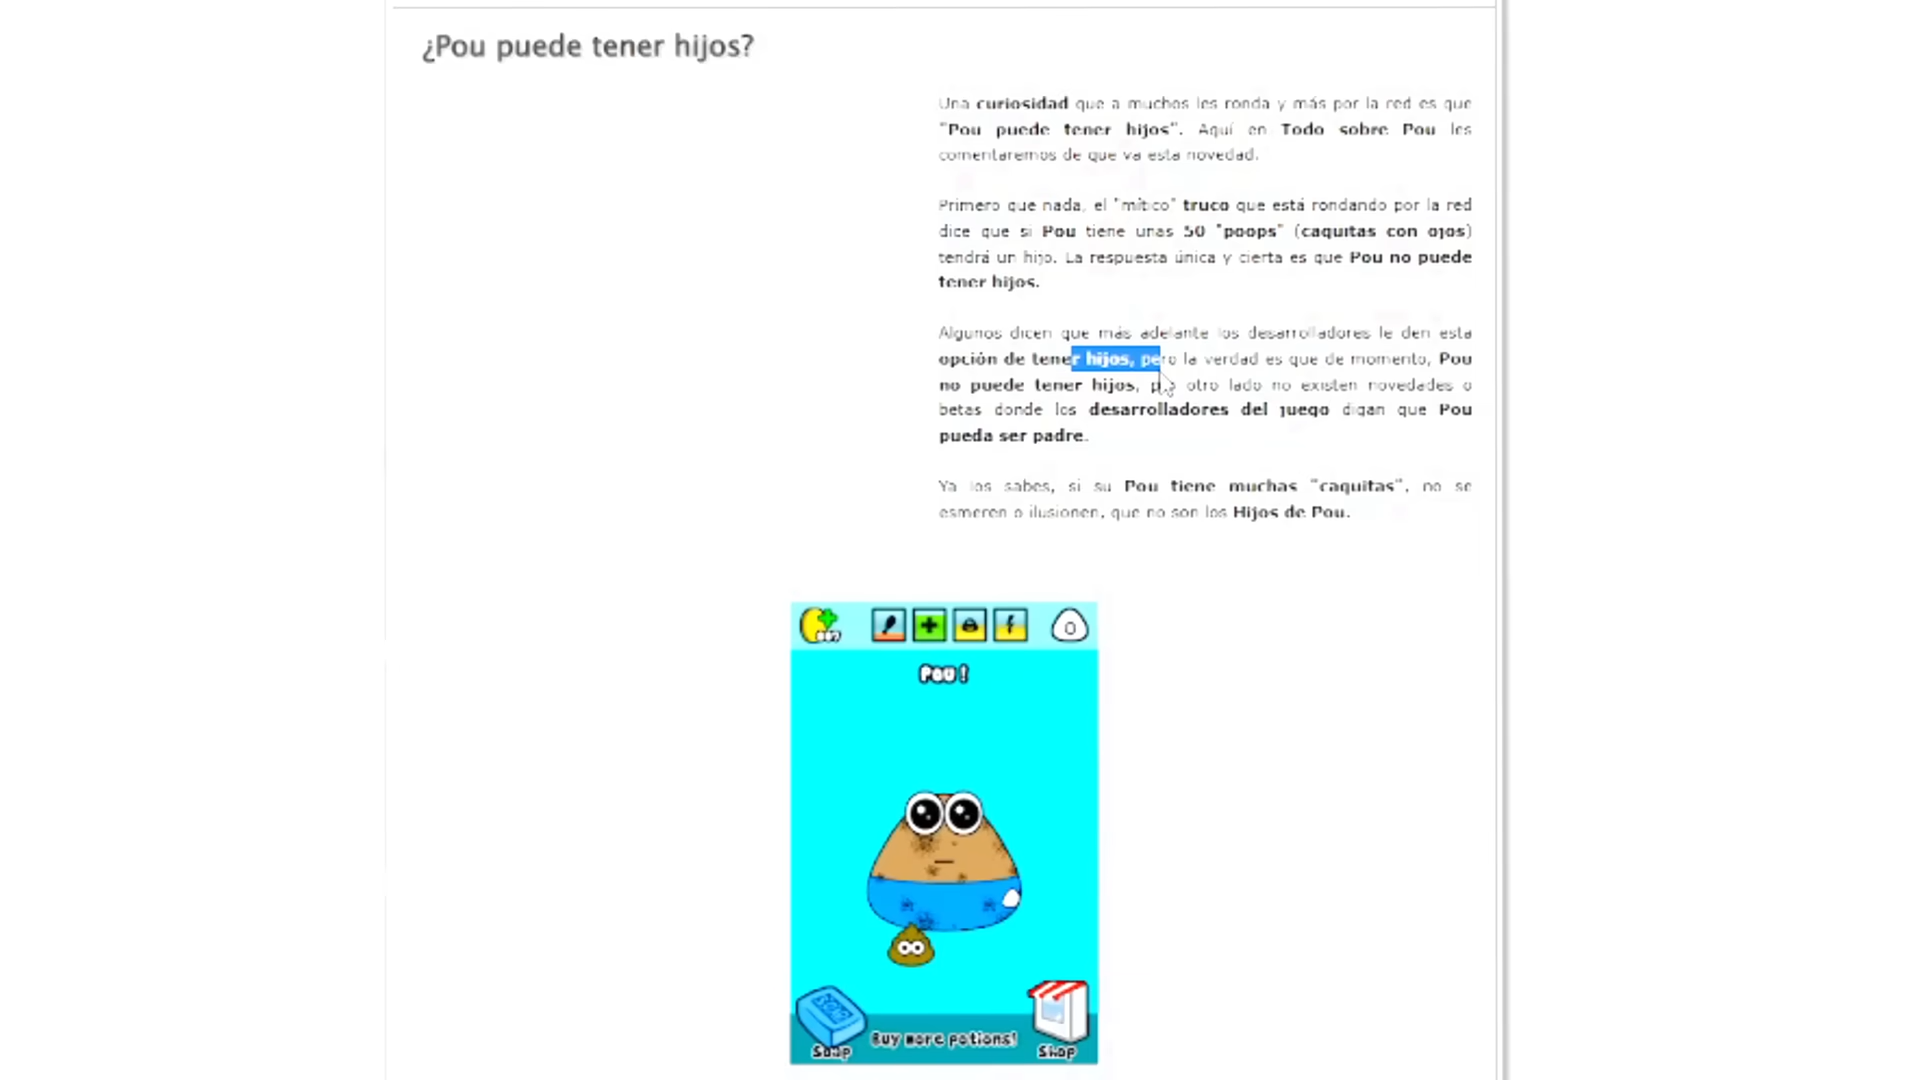 ¿Pou puede tener hijos?
Una curiosidad que a muchos les ronda y más por la red es que
"Pou puede tener hijos". Aquí en Todo sobre Pou les
comentaremos de que va esta novedad.
Primero que nada, el "mítico" truco que está rondando por la red
dice que si Pou tiene unas 50 "poops" (caquitas con ojos)
tendrá un hijo. La respuesta única y cierta es que Pou no puede
tener hijos.
Algunos dicen que más adelante los desarrolladores le den esta
opción de tener hijos, pero la verdad es que de momento, Pou
no puede tener hijos, otro lado no existen novedades o
betas donde los desarrolladores del juego digan que Pou
pueda ser padre.
Ya los sabes, si su Pou tiene muchas "caquitas", no se
esmeren o ilusionen, que no son los Hijos de Pou.
0
POU!
SOAP
Soap
Buy more potions!
Shop